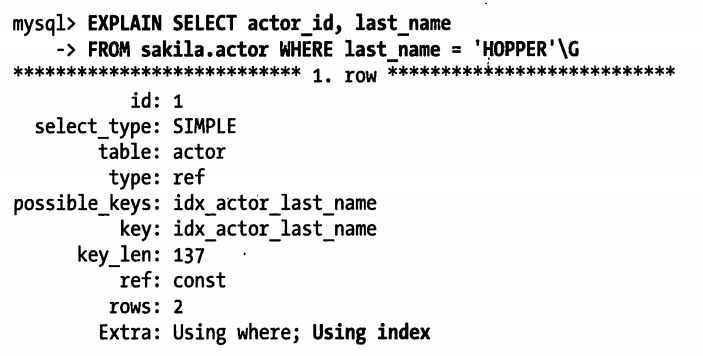 mysql> EXPLAIN SELECT actor_id, last_name
-> FROM sakila.actor WHERE last_name = 'HOPPER'\G
*************************** 1. row ***************************
id: 1
select_type: SIMPLE
table: actor
type: ref
possible_keys: idx_actor_last_name
key: idx_actor_last_name
key_len: 137
ref: const
rows: 2
Extra: Using where; Using index